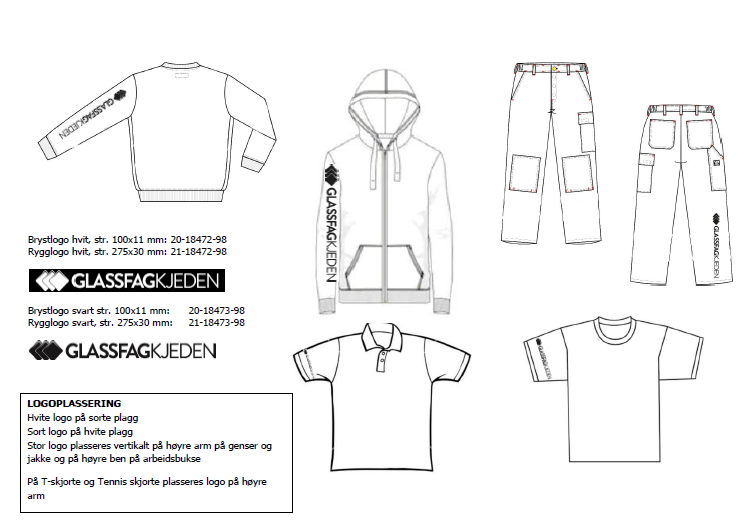 GLASSFAGKJEDEN
GLASSFAGKJEDEN
GLASSFAGKJEDEN
Brystlogo hvit, str. 100x11 mm: 20-18472-98
Rygglogo hvit, str. 275x30 mm: 21-18472-98
GLASSFAGKJEDEN
Brystlogo svart str. 100x11 mm: 20-18473-98
Rygglogo svart, str. 275x30 mm: 21-18473-98
GLASSFAGKJEDEN
GLASSFAGKJEDEN
GLASSFAGKJEDEN
LOGOPLASSERING
Hvite logo på sorte plagg
Sort logo på hvite plagg
Stor logo plasseres vertikalt på høyre arm på genser og
jakke og på høyre ben på arbeidsbukse
På T-skjorte og Tennis skjorte plasseres logo på høyre
arm